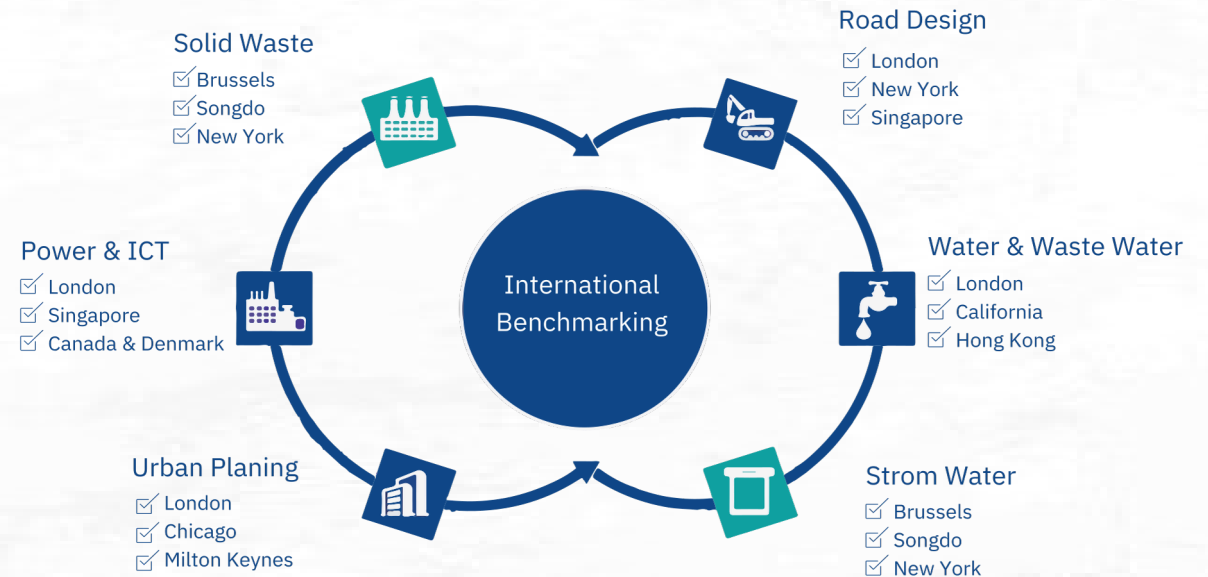 Solid Waste
Brussels
Songdo
New York
Road Design
London
New York
Singapore
Power & ICT
London
Singapore
Canada & Denmark
International
Benchmarking
Water & Waste Water
London
California
Hong Kong
Urban Planing
London
Chicago
Milton Keynes
Strom Water
Brussels
Songdo
New York